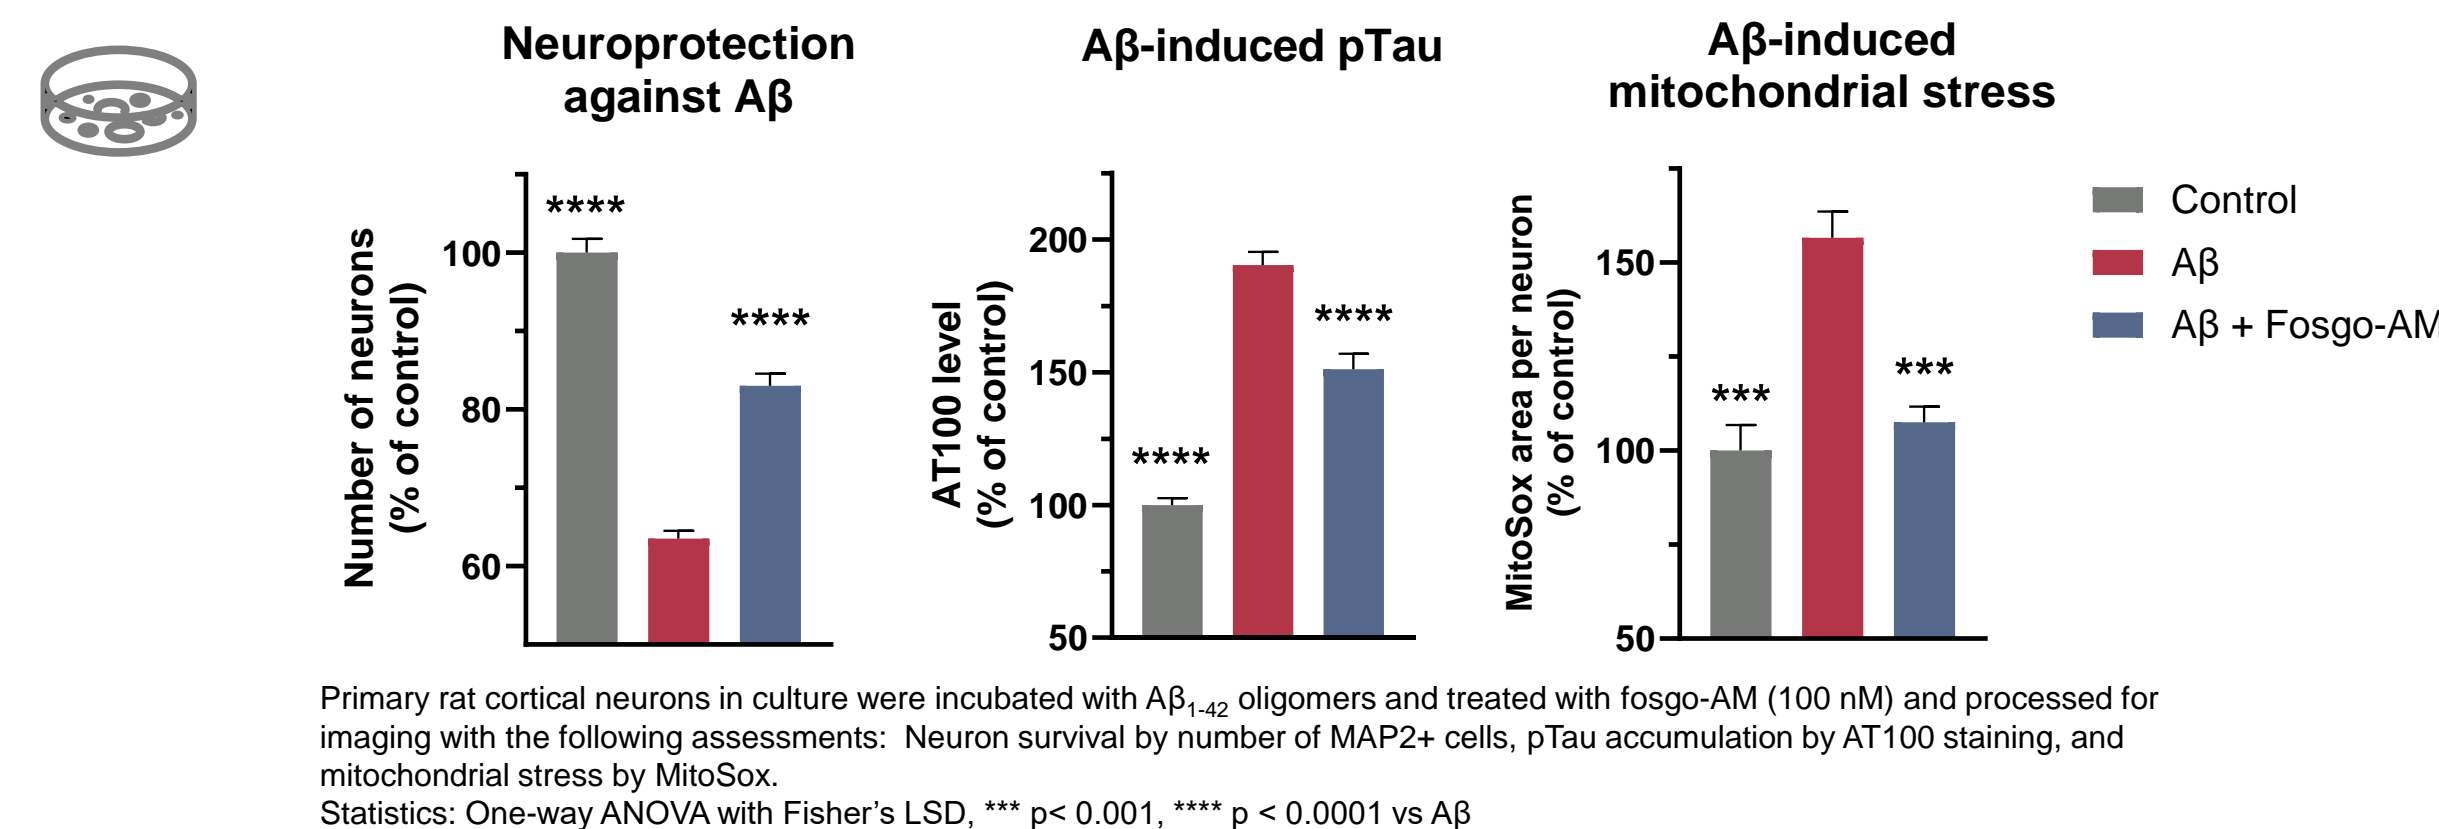 Neuroprotection
against Aβ
Aβ-induced pTau
Aβ-induced
mitochondrial stress
Number of neurons
(% of control)
100
80
60
****
****
AT100 level
(% of control)
200
150
100
50
****
****
MitoSox area per neuron
(% of control)
150
100
50
***
***
Control
Aβ
Aβ + Fosgo-AM
Primary rat cortical neurons in culture were incubated with Aβ1-42 oligomers and treated with fosgo-AM (100 nM) and processed for
imaging with the following assessments:  Neuron survival by number of MAP2+ cells, pTau accumulation by AT100 staining, and
mitochondrial stress by MitoSox.
Statistics: One-way ANOVA with Fisher’s LSD, *** p< 0.001, **** p < 0.0001 vs Aβ